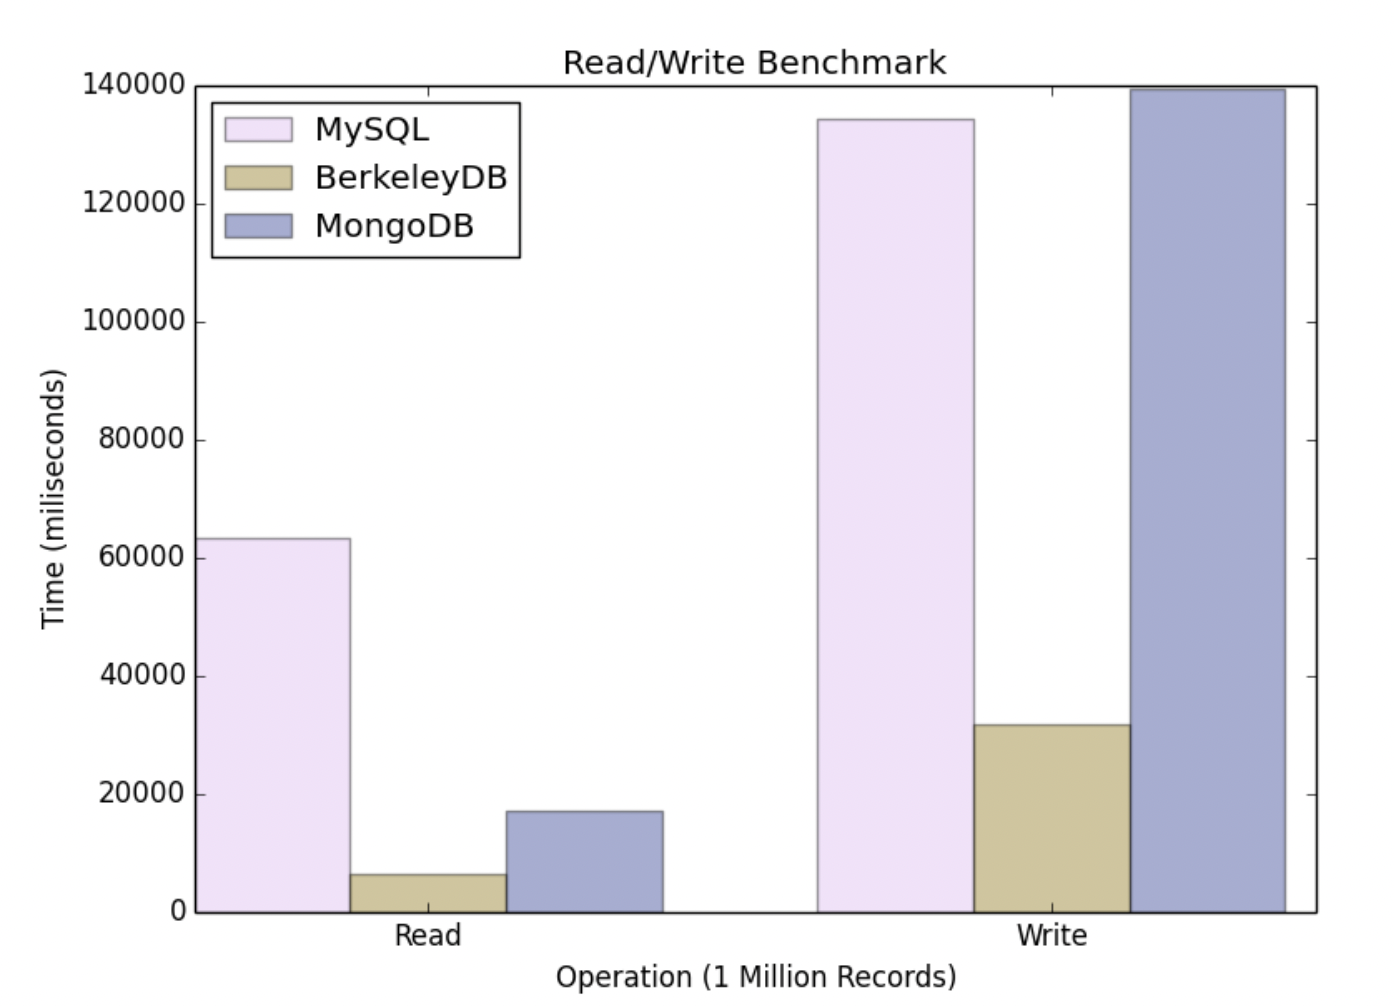 Read/Write Benchmark
140000
120000
100000
80000
60000
40000
20000
0
Time (miliseconds)
MySQL
BerkeleyDB
MongoDB
Read
Write
Operation (1 Million Records)